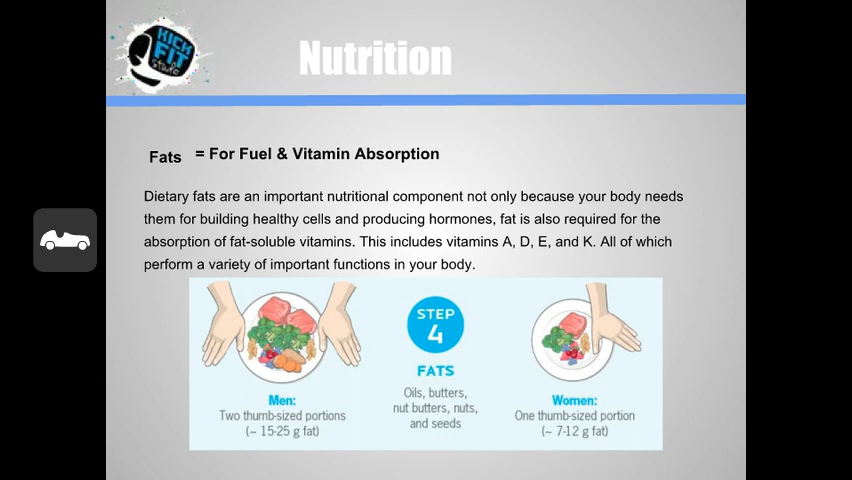 KICK
FIT
Studio
Nutrition
Fats = For Fuel & Vitamin Absorption
Dietary fats are an important nutritional component not only because your body needs
them for building healthy cells and producing hormones, fat is also required for the
absorption of fat-soluble vitamins. This includes vitamins A, D, E, and K. All of which
perform a variety of important functions in your body.
STEP
4
FATS
Oils, butters,
nut butters, nuts,
and seeds
Men:
Two thumb-sized portions
(~ 15-25 g fat)
Women:
One thumb-sized portion
(~ 7-12 g fat)